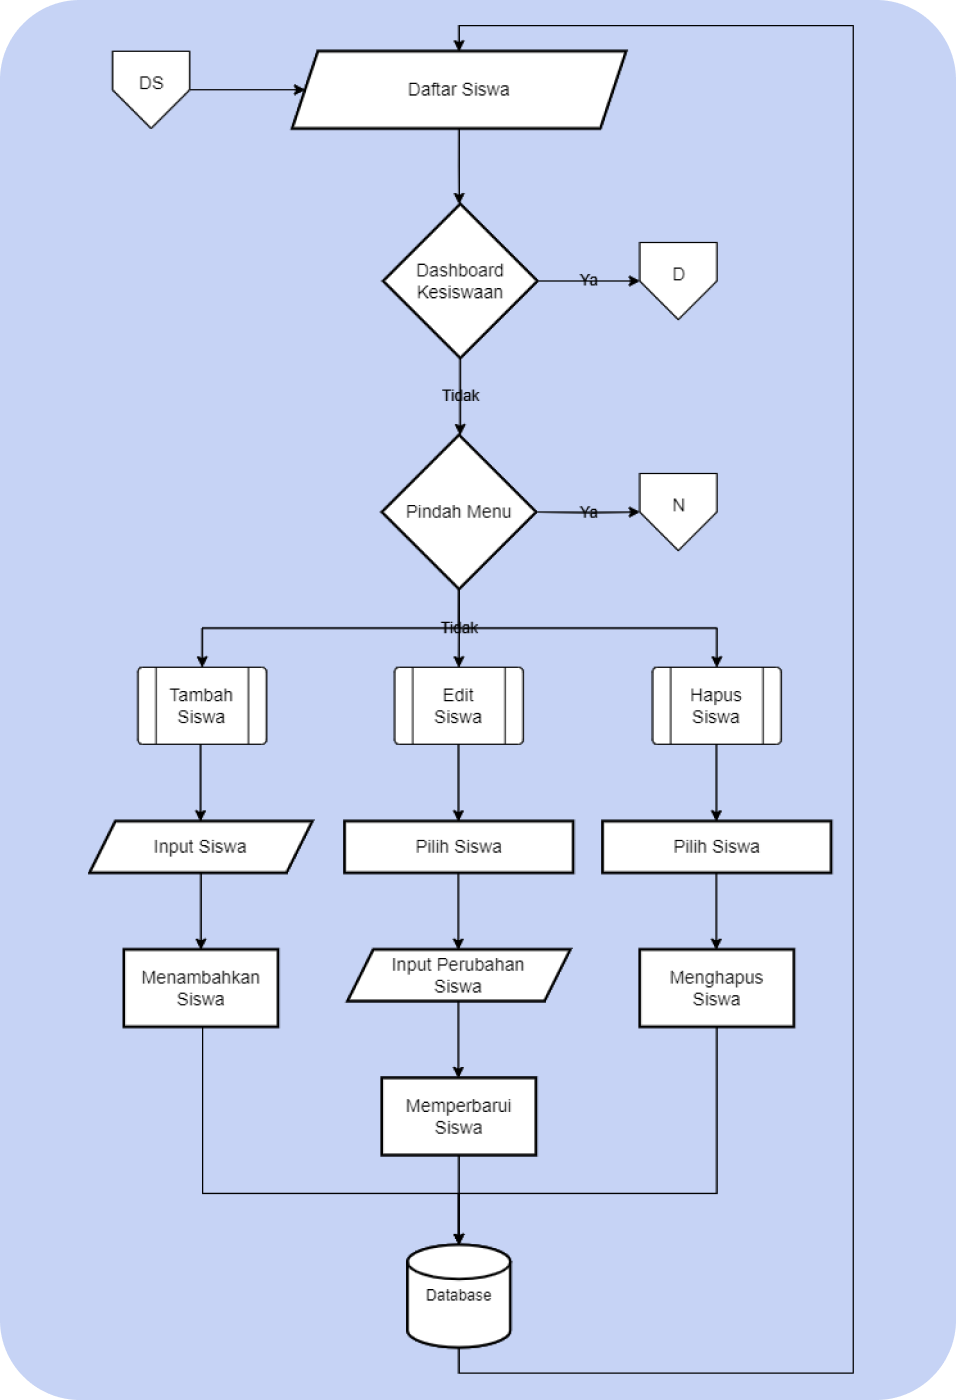 DS
Daftar Siswa
Dashboard
Kesiswaan
Ya
D
Tidak
Pindah Menu
Ya
N
Tidak
Tambah
Siswa
Edit
Siswa
Hapus
Siswa
Input Siswa
Pilih Siswa
Pilih Siswa
Menambahkan
Siswa
Input Perubahan
Siswa
Menghapus
Siswa
Memperbarui
Siswa
Database